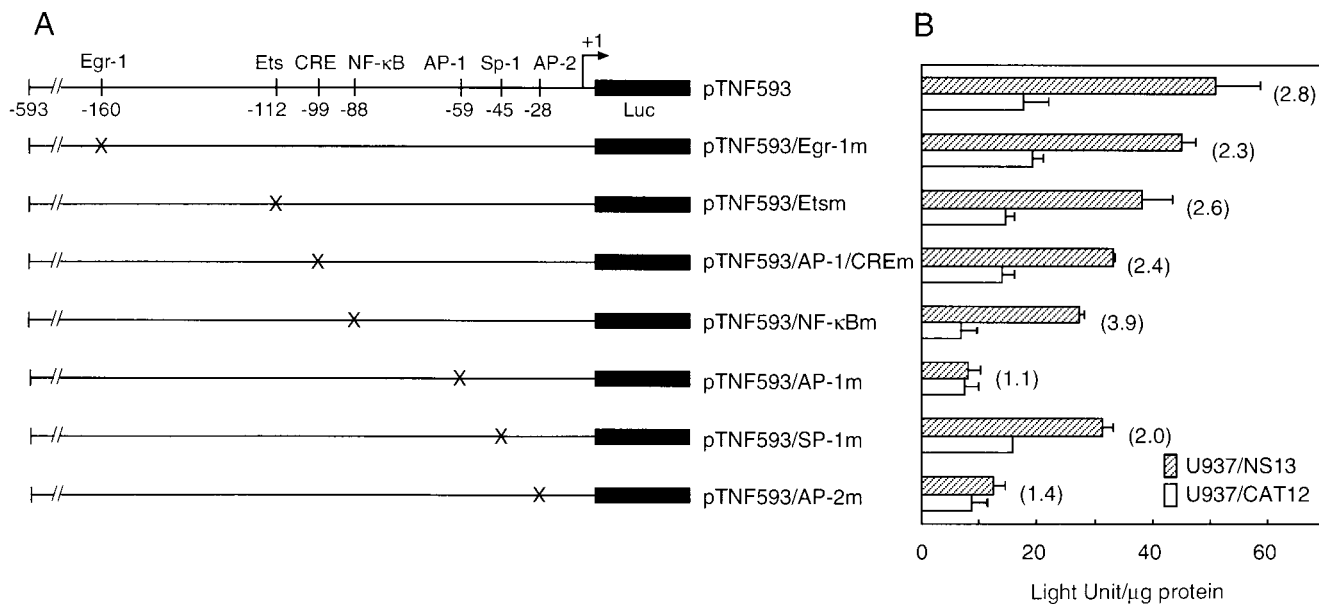 A
B
+1
Egr-1 Ets CRE NF-κB AP-1 Sp-1 AP-2
pTNF593
-593 -160 -112 -99 -88 -59 -45 -28 Luc
(2.8)
X pTNF593/Egr-1m
(2.3)
X pTNF593/Etsm
(2.6)
X pTNF593/AP-1/CREm
(2.4)
X pTNF593/NF-κBm
(3.9)
X pTNF593/AP-1m
(1.1)
X pTNF593/SP-1m
(2.0)
U937/NS13
U937/CAT12
X pTNF593/AP-2m
(1.4)
0 20 40 60
Light Unit/μg protein